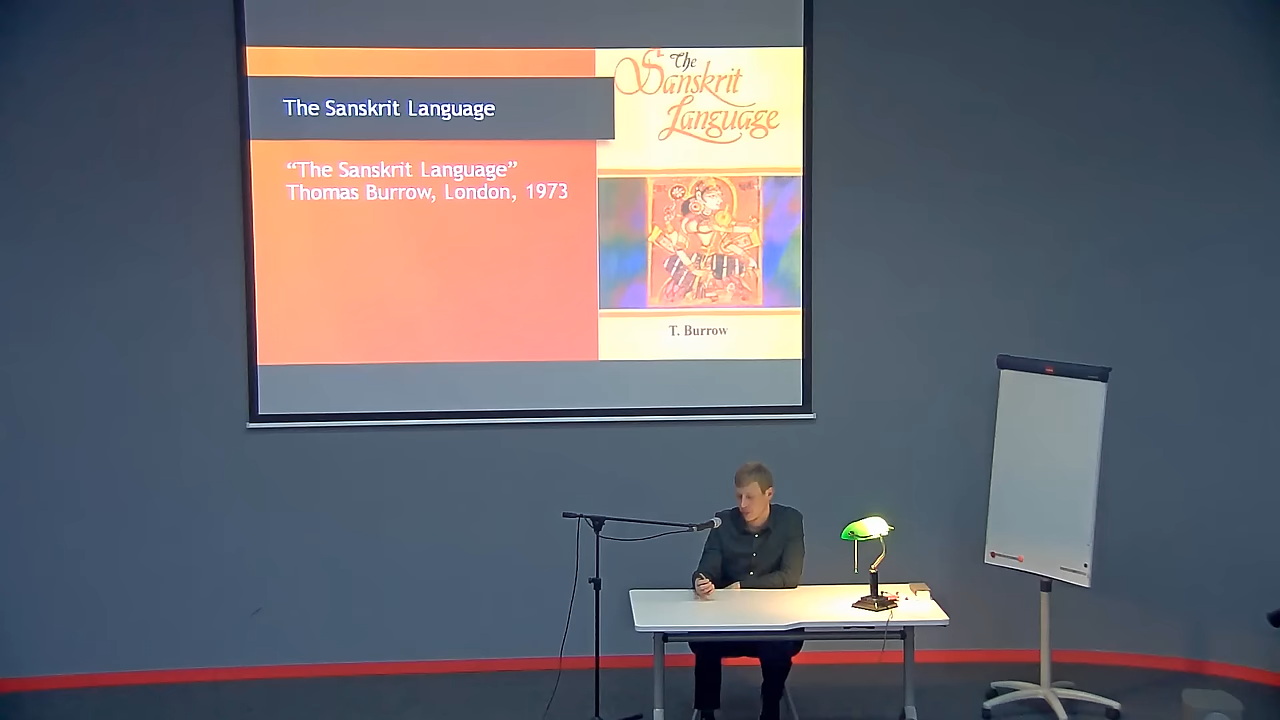 The Sanskrit Language
“The Sanskrit Language”
Thomas Burrow, London, 1973
The
Sanskrit
Language
T. Burrow